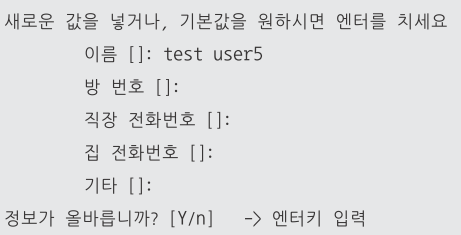 새로운 값을 넣거나, 기본값을 원하시면 엔터를 치세요
이름 []: test user5
방 번호 []:
직장 전화번호 []:
집 전화번호 []:
기타 []:
정보가 올바릅니까? [Y/n] -> 엔터키 입력